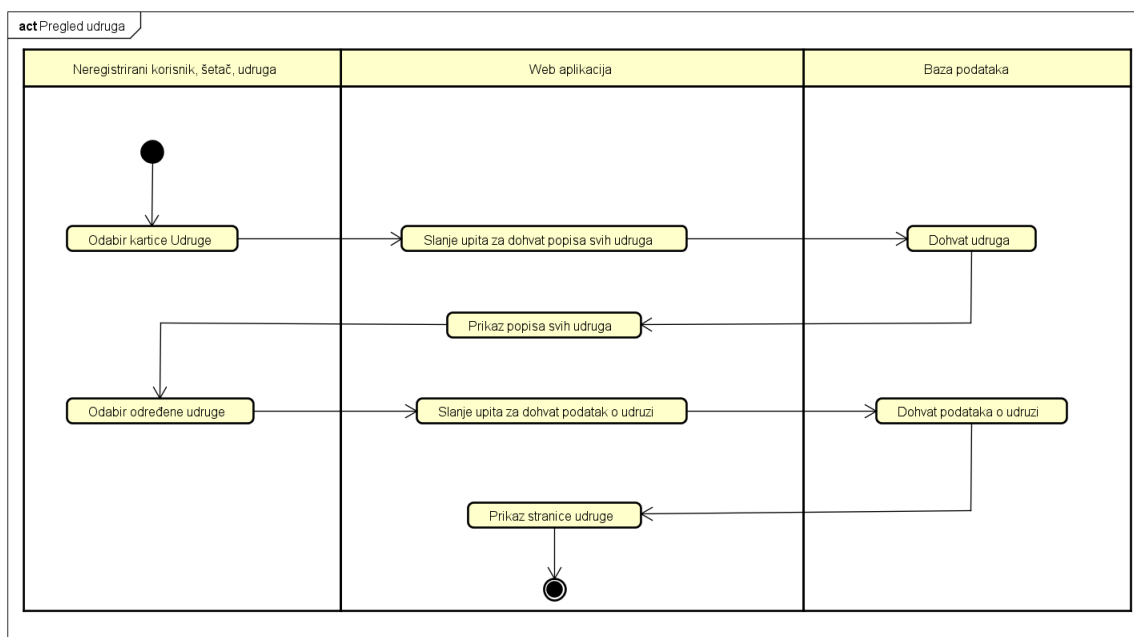 act Pregled udruga
Neregistrirani korisnik, šetač, udruga
Web aplikacija
Baza podataka
Odabir kartice Udruge
Slanje upita za dohvat popisa svih udruga
Dohvat udruga
Prikaz popisa svih udruga
Odabir određene udruge
Slanje upita za dohvat podatak o udruzi
Dohvat podataka o udruzi
Prikaz stranice udruge